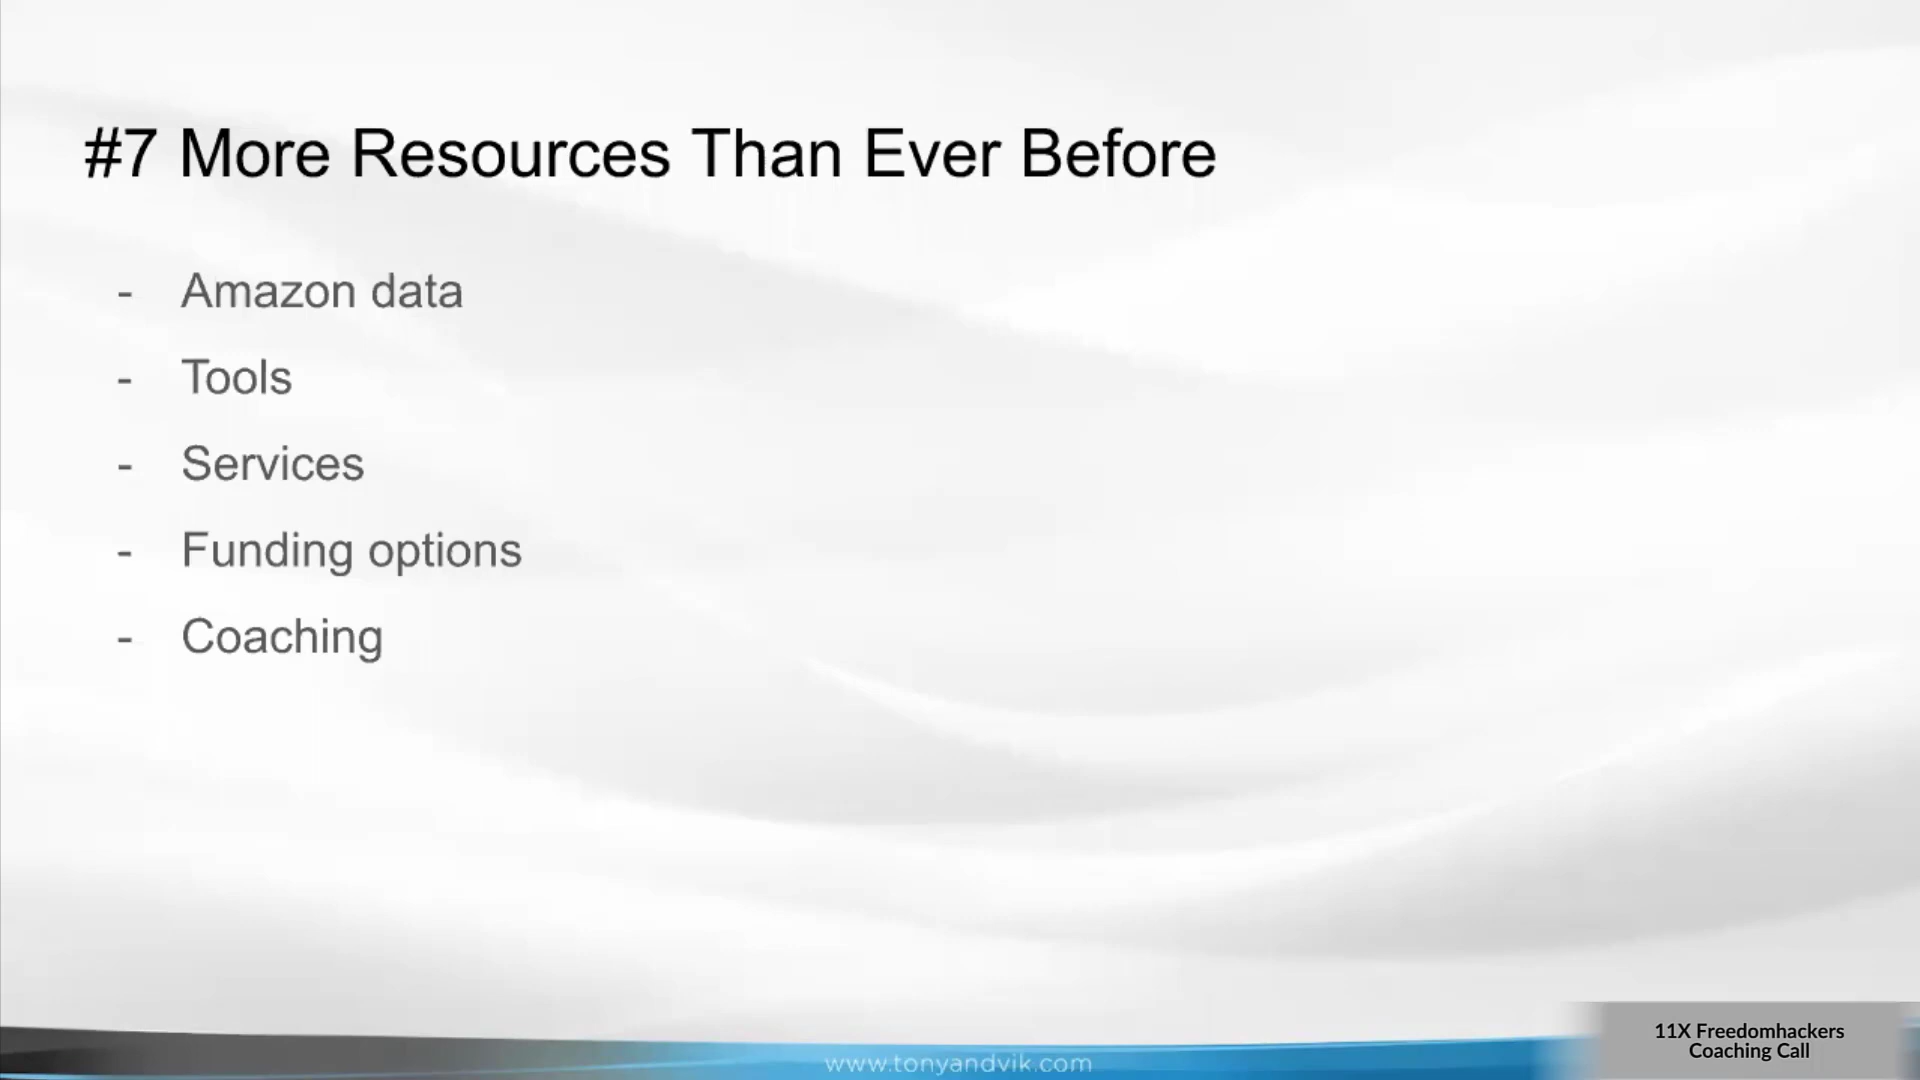 #7 More Resources Than Ever Before
- Amazon data
- Tools
- Services
- Funding options
- Coaching
www.tonyandvik.com
11X Freedomhackers
Coaching Call